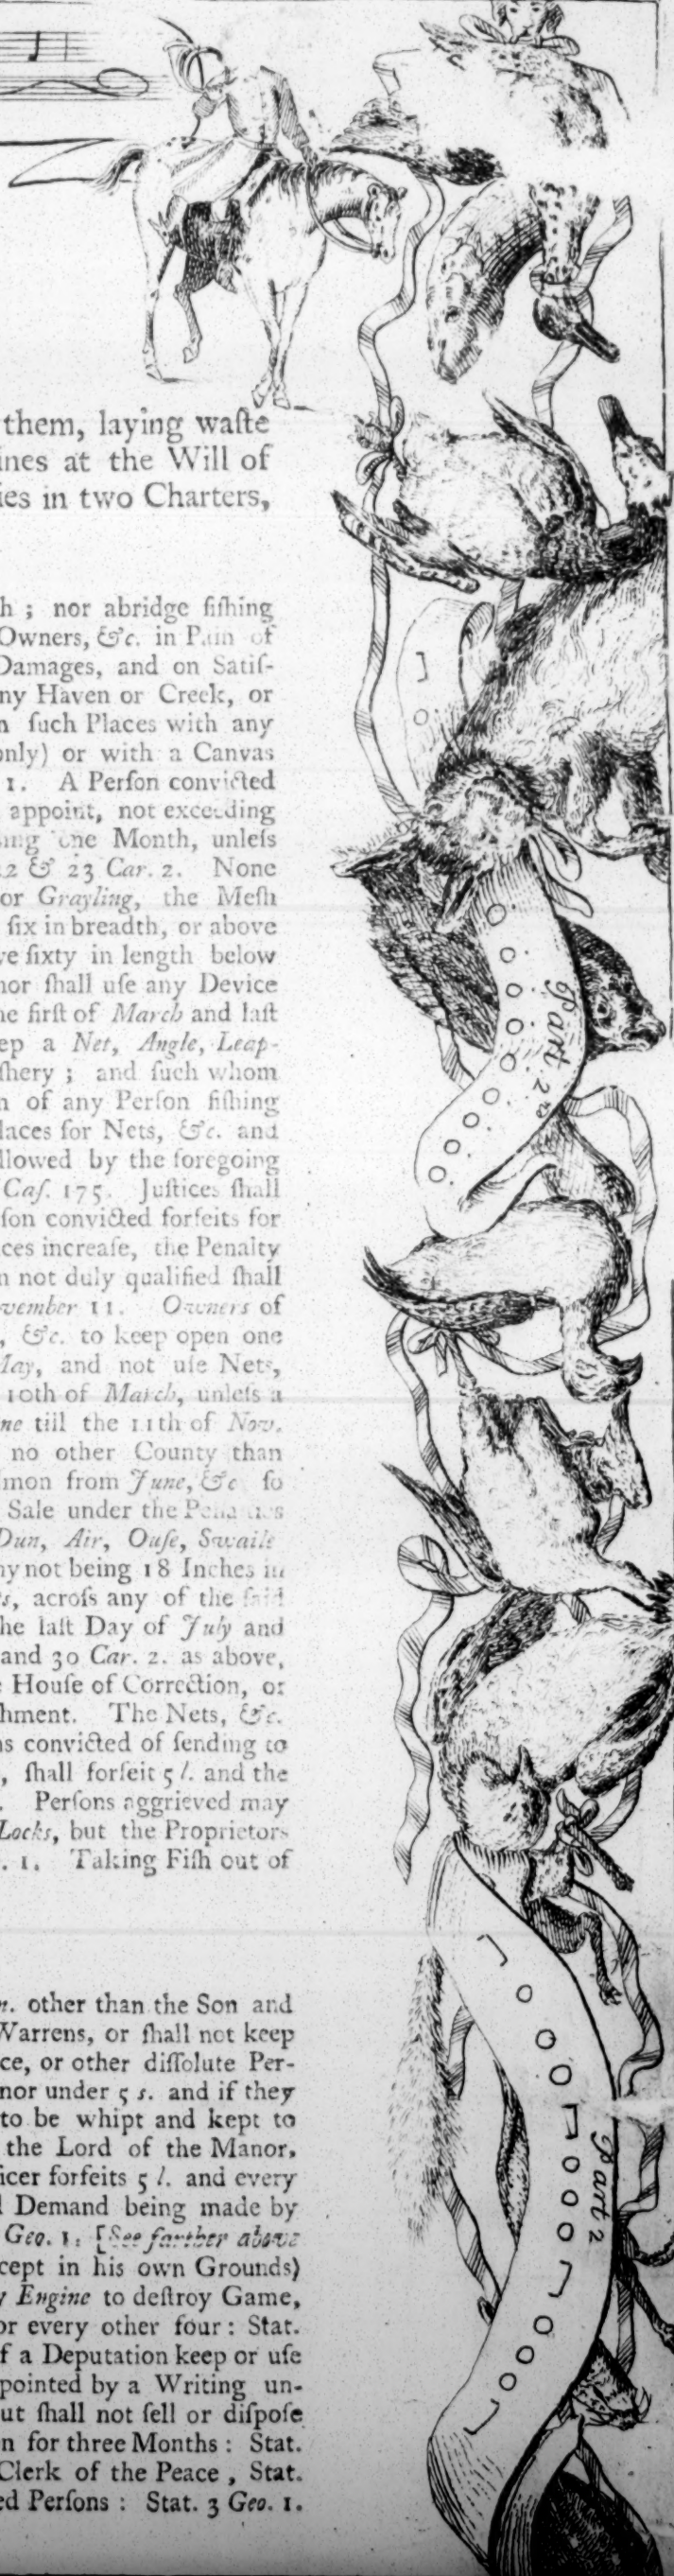 them, laying waſte
ines at the Will of
ies in two Charters,
h ; nor abridge fiſhing
Owners, &c. in Pain of
Damages, and on Satiſ-
ny Haven or Creek, or
n ſuch Places with any
only) or with a Canvas
1. A Perſon convicted
appoint, not exceeding
ing one Month, unleſs
22 & 23 Car. 2. None
or Grayling, the Meſh
ſix in breadth, or above
ve ſixty in length below
nor ſhall uſe any Device
he firſt of March and laſt
ep a Net, Angle, Leap-
ſhery ; and ſuch whom
n of any Perſon fiſhing
laces for Nets, &c. and
llowed by the foregoing
Caſ. 175. Juſtices ſhall
ſon convicted forfeits for
ces increaſe, the Penalty
n not duly qualified ſhall
vember 11. Owners of
, &c. to keep open one
May, and not uſe Nets,
10th of March, unleſs a
ne till the 11th of Nov.
no other County than
mon from June, &c ſo
Sale under the Penalties
Dun, Air, Ouſe, Swaile
ny not being 18 Inches in
s, acroſs any of the ſaid
he laſt Day of July and
and 30 Car. 2. as above,
Houſe of Correction, or
hment. The Nets, &c.
s convicted of ſending to
, ſhall forfeit 5 l. and the
. Perſons aggrieved may
Locks, but the Proprietors
. 1. Taking Fiſh out of
n. other than the Son and
Warrens, or ſhall not keep
ce, or other diſſolute Per-
nor under 5 s. and if they
to be whipt and kept to
the Lord of the Manor,
icer forfeits 5 l. and every
l Demand being made by
Geo. 1. [See farther above
cept in his own Grounds)
y Engine to deſtroy Game,
or every other four : Stat.
f a Deputation keep or uſe
pointed by a Writing un-
ut ſhall not ſell or diſpoſe
n for three Months : Stat.
Clerk of the Peace , Stat.
ed Perſons : Stat. 3 Geo. 1.
Part 2d
Part 2